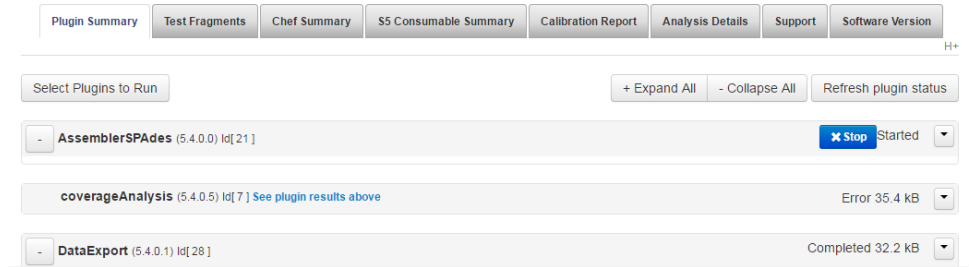 Plugin Summary Test Fragments Chef Summary S5 Consumable Summary Calibration Report Analysis Details Support Software Version
H+
Select Plugins to Run + Expand All - Collapse All Refresh plugin status
- AssemblerSPAdes (5.4.0.0) Id[ 21 ] ✖ Stop Started
coverageAnalysis (5.4.0.5) Id[ 7 ] See plugin results above Error 35.4 kB
- DataExport (5.4.0.1) Id[ 28 ] Completed 32.2 kB